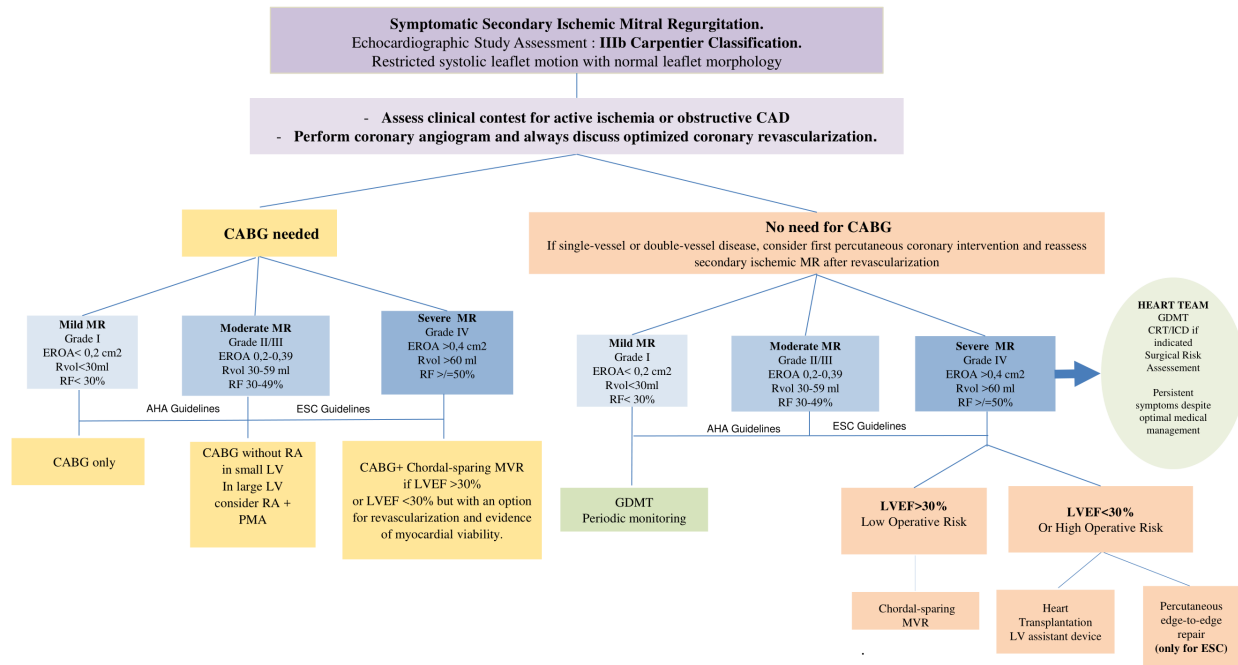 Symptomatic Secondary Ischemic Mitral Regurgitation.
Echocardiographic Study Assessment : IIIb Carpentier Classification.
Restricted systolic leaflet motion with normal leaflet morphology
- Assess clinical contest for active ischemia or obstructive CAD
- Perform coronary angiogram and always discuss optimized coronary revascularization.
CABG needed
No need for CABG
If single-vessel or double-vessel disease, consider first percutaneous coronary intervention and reassess
secondary ischemic MR after revascularization
Mild MR
Grade I
EROA< 0,2 cm2
Rvol<30ml
RF< 30%
Moderate MR
Grade II/III
EROA 0,2-0,39
Rvol 30-59 ml
RF 30-49%
Severe MR
Grade IV
EROA >0,4 cm2
Rvol >60 ml
RF >/=50%
AHA Guidelines
ESC Guidelines
CABG only
CABG without RA
in small LV
In large LV
consider RA +
PMA
CABG+ Chordal-sparing MVR
if LVEF >30%
or LVEF <30% but with an option
for revascularization and evidence
of myocardial viability.
Mild MR
Grade I
EROA< 0,2 cm2
Rvol<30ml
RF< 30%
Moderate MR
Grade II/III
EROA 0,2-0,39
Rvol 30-59 ml
RF 30-49%
Severe MR
Grade IV
EROA >0,4 cm2
Rvol >60 ml
RF >/=50%
HEART TEAM
GDMT
CRT/ICD if
indicated
Surgical Risk
Assessment
Persistent
symptoms despite
optimal medical
management
AHA Guidelines
ESC Guidelines
GDMT
Periodic monitoring
LVEF>30%
Low Operative Risk
LVEF<30%
Or High Operative Risk
Chordal-sparing
MVR
Heart
Transplantation
LV assistant device
Percutaneous
edge-to-edge
repair
(only for ESC)
.